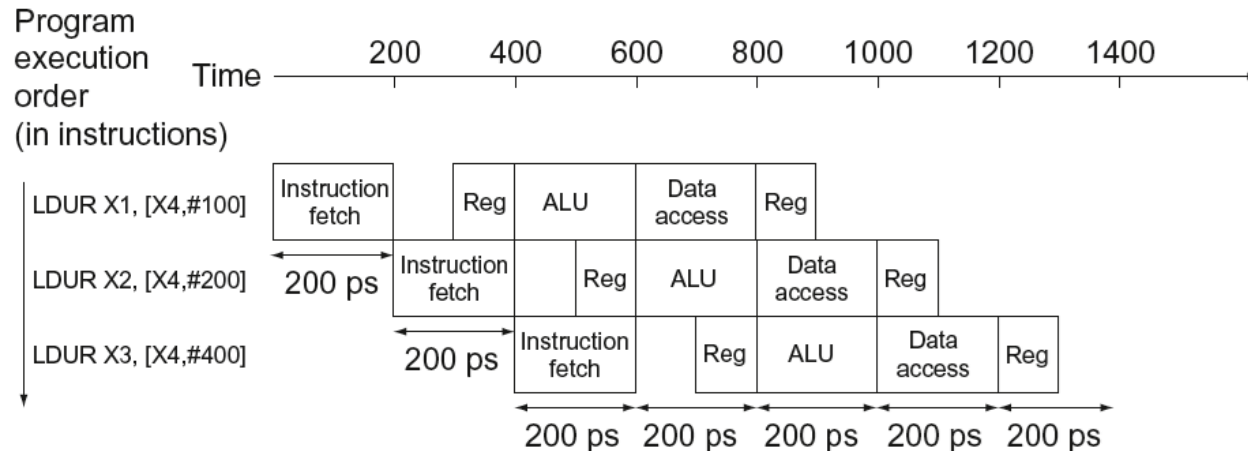 Program
execution
order
(in instructions)
Time
200 400 600 800 1000 1200 1400
LDUR X1, [X4,#100]
Instruction
fetch
Reg
ALU
Data
access
Reg
200 ps
LDUR X2, [X4,#200]
Instruction
fetch
Reg
ALU
Data
access
Reg
200 ps
LDUR X3, [X4,#400]
Instruction
fetch
Reg
ALU
Data
access
Reg
200 ps 200 ps 200 ps 200 ps 200 ps